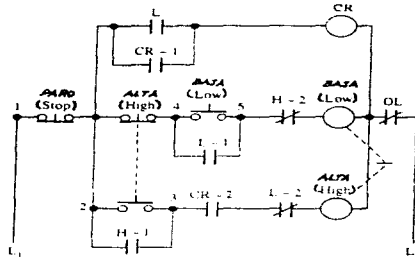 L
CR
CR - 1
PARO
(Stop)
ALTA
(High)
BAJA
(Low)
BAJA
(Low)
1
4
5
H - 2
OL
L - 1
ALTA
(High)
2
3
CR - 2
L - 2
H - 1
L1
L